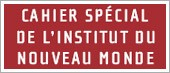 CAHIER SPÉCIAL
DE L'INSTITUT DU
NOUVEAU MONDE